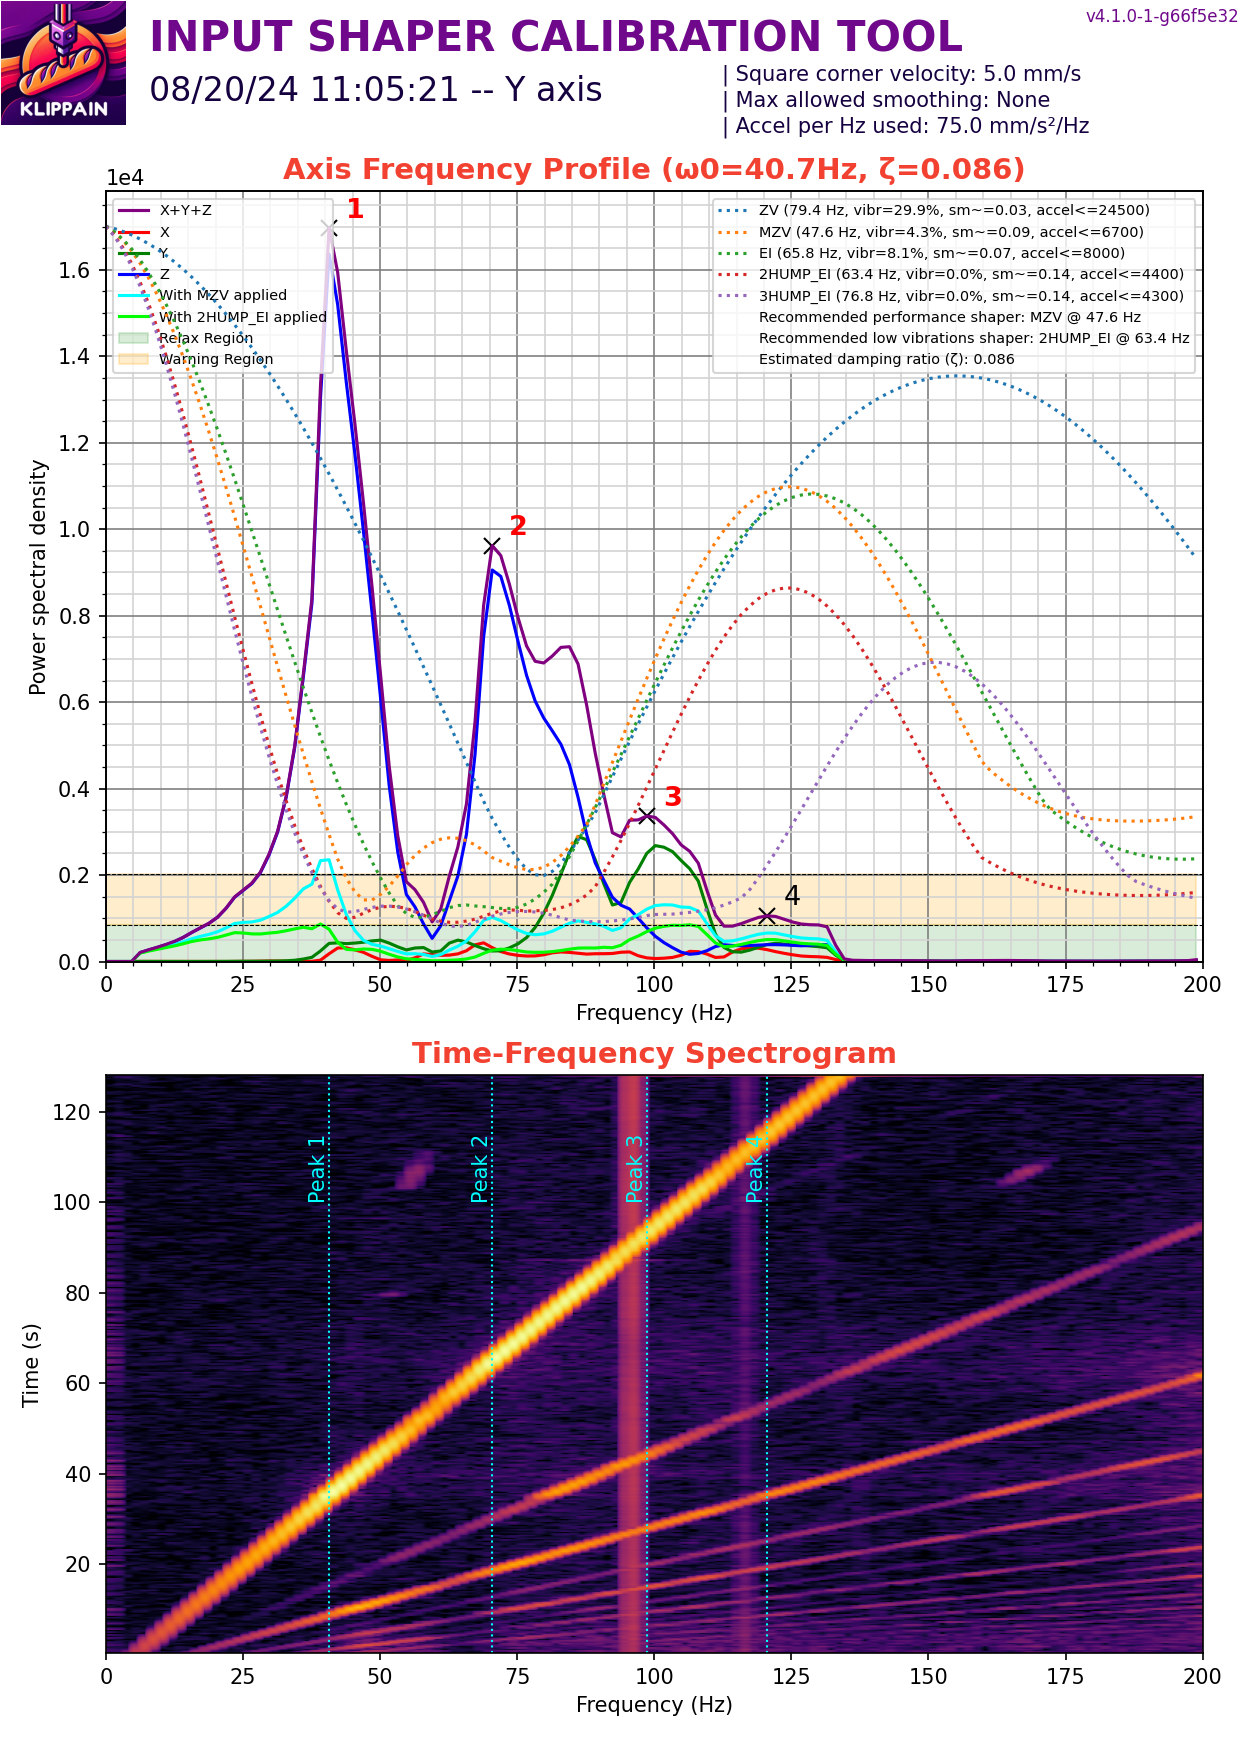 v4.1.0-1-g66f5e32
INPUT SHAPER CALIBRATION TOOL
08/20/24 11:05:21 -- Y axis
| Square corner velocity: 5.0 mm/s
| Max allowed smoothing: None
| Accel per Hz used: 75.0 mm/s²/Hz
KLIPPAIN
Axis Frequency Profile (ω0=40.7Hz, ζ=0.086)
1e4
X+Y+Z
X
Y
Z
With MZV applied
With 2HUMP_EI applied
Relax Region
Warning Region
ZV (79.4 Hz, vibr=29.9%, sm~=0.03, accel<=24500)
MZV (47.6 Hz, vibr=4.3%, sm~=0.09, accel<=6700)
EI (65.8 Hz, vibr=8.1%, sm~=0.07, accel<=8000)
2HUMP_EI (63.4 Hz, vibr=0.0%, sm~=0.14, accel<=4400)
3HUMP_EI (76.8 Hz, vibr=0.0%, sm~=0.14, accel<=4300)
Recommended performance shaper: MZV @ 47.6 Hz
Recommended low vibrations shaper: 2HUMP_EI @ 63.4 Hz
Estimated damping ratio (ζ): 0.086
1
2
3
4
Power spectral density
1.6
1.4
1.2
1.0
0.8
0.6
0.4
0.2
0.0
0 25 50 75 100 125 150 175 200
Frequency (Hz)
Time-Frequency Spectrogram
Peak 1
Peak 2
Peak 3
Peak 4
Time (s)
120
100
80
60
40
20
0 25 50 75 100 125 150 175 200
Frequency (Hz)